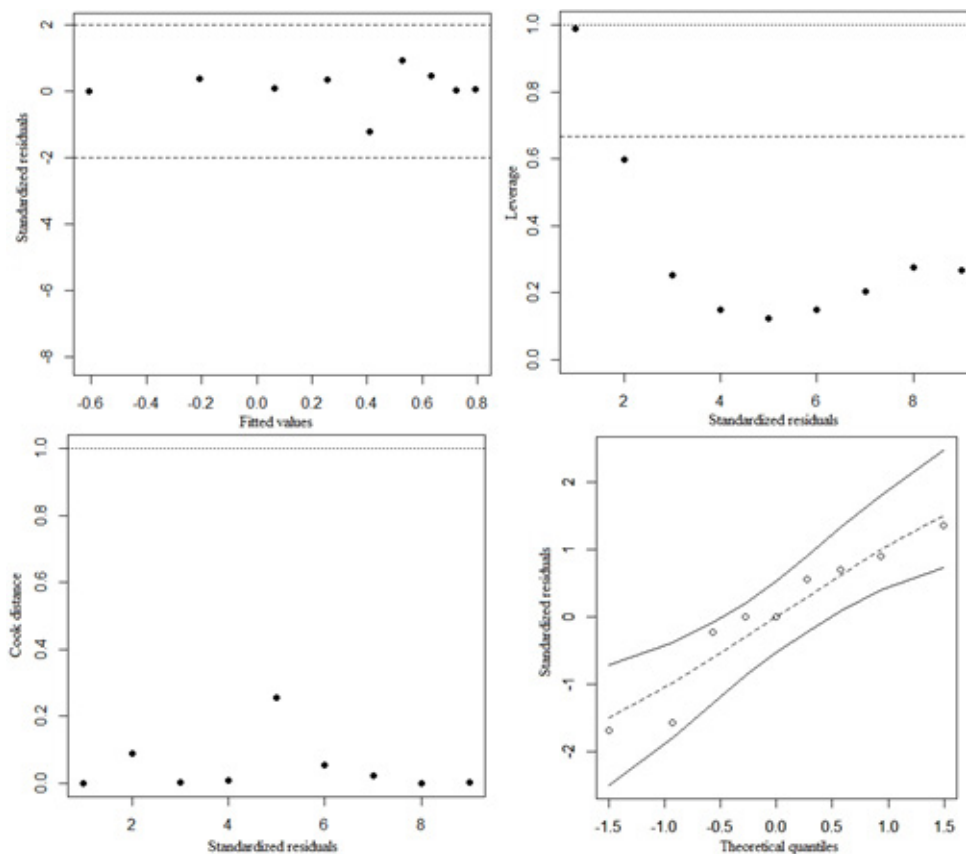 2
0
-2
-4
-6
-8
Standardized residuals
-0.6 -0.4 -0.2 0.0 0.2 0.4 0.6 0.8
Fitted values
1.0
0.8
0.6
0.4
0.2
0.0
Leverage
2 4 6 8
Standardized residuals
1.0
0.8
0.6
0.4
0.2
0.0
Cook distance
2 4 6 8
Standardized residuals
2
1
0
-1
-2
Standardized residuals
-1.5 -1.0 -0.5 0.0 0.5 1.0 1.5
Theoretical quantiles